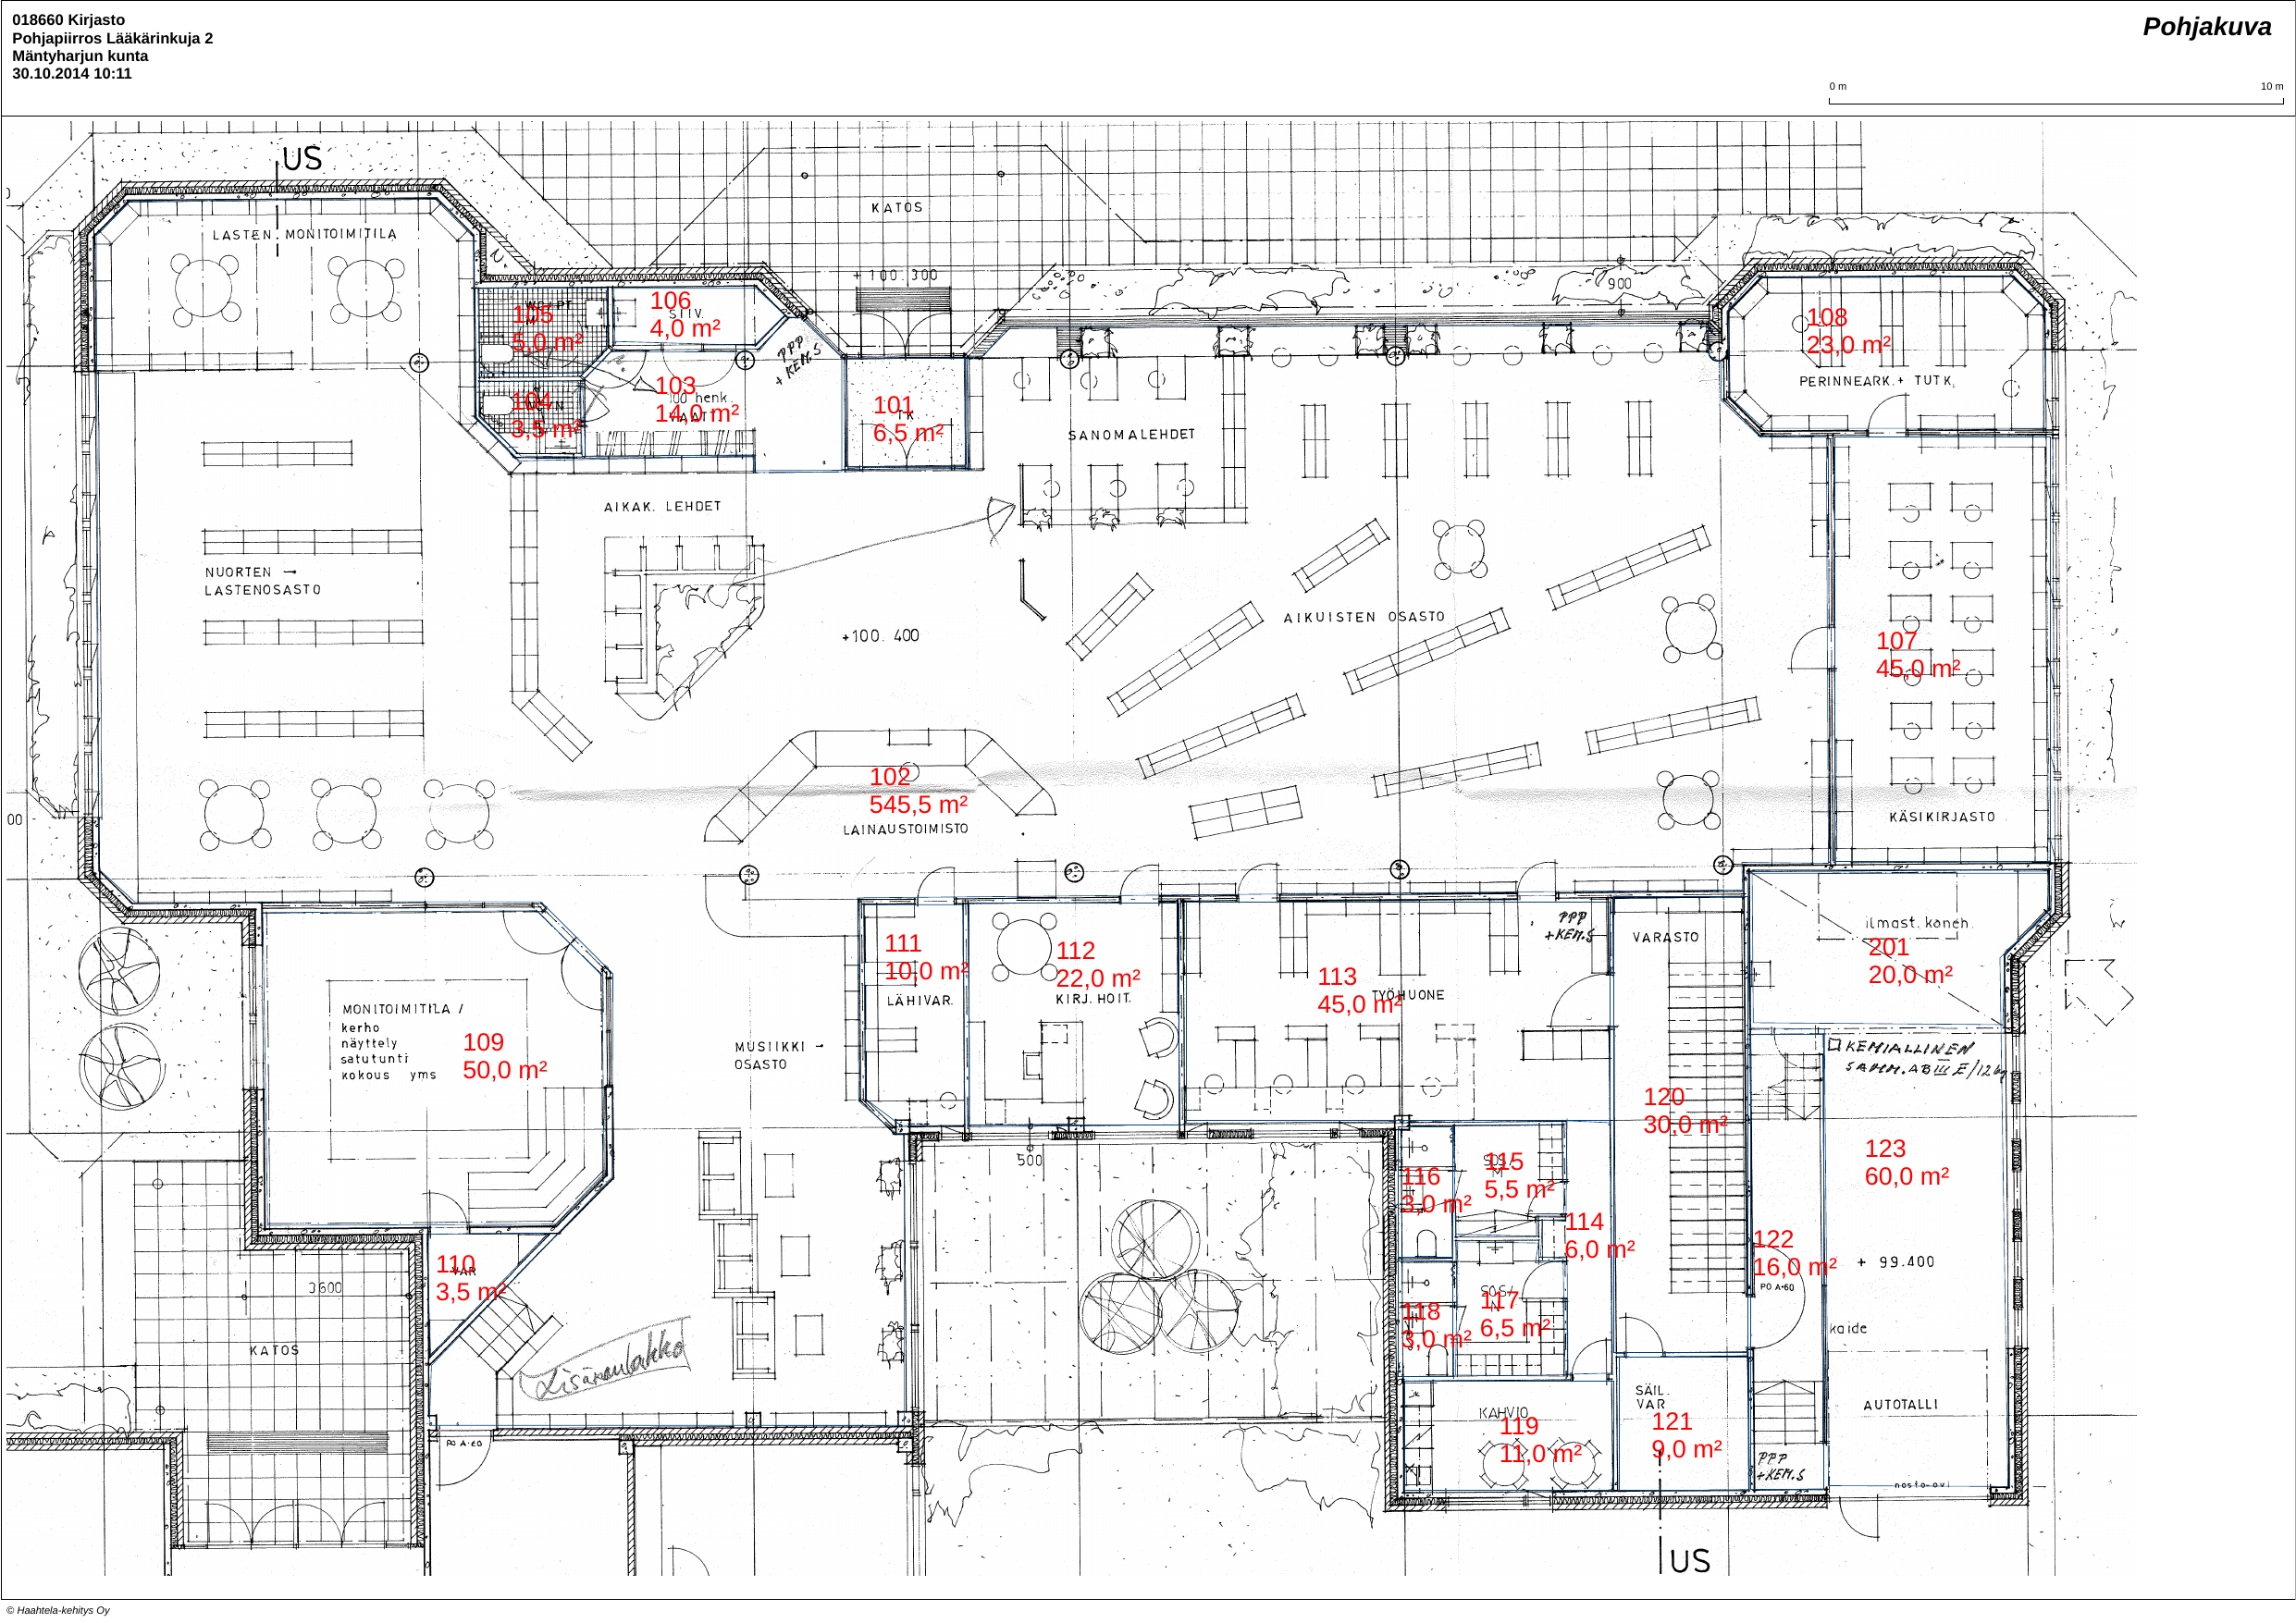 018660 Kirjasto
Pohjapiirros Lääkärinkuja 2
Mäntyharjun kunta
30.10.2014 10:11
Pohjakuva
0 m
10 m
US
KATOS
LASTEN MONITOIMITILA
+100.300
900
106
4,0 m²
SIIV.
105
5,0 m²
PPP
+ KEM.S
103
14,0 m²
100 henk.
104
3,5 m²
101
6,5 m²
TK
SANOMALEHDET
108
23,0 m²
PERINNEARK.+ TUTK.
AIKAK. LEHDET
NUORTEN -
LASTENOSASTO
+100.400
AIKUISTEN OSASTO
107
45,0 m²
KÄSIKIRJASTO
102
545,5 m²
LAINAUSTOIMISTO
00
MONITOIMITILA /
kerho
näyttely
satutunti
kokous yms
109
50,0 m²
MUSIIKKI -
OSASTO
111
10,0 m²
LÄHIVAR.
112
22,0 m²
KIRJ. HOIT.
113
45,0 m²
TYÖHUONE
PPP
+KEM.S
VARASTO
ilmast. koneh.
201
20,0 m²
KEMIALLINEN
SAMM. AB III E/12 kg
120
30,0 m²
123
60,0 m²
500
116
3,0 m²
115
5,5 m²
114
6,0 m²
122
16,0 m²
PO A-60
+ 99.400
110
3,5 m²
VAR
3600
KATOS
Lisärenlahko
118
3,0 m²
117
6,5 m²
kaide
KAHVIO
119
11,0 m²
SÄIL.
VAR
121
9,0 m²
AUTOTALLI
PPP
+KEM.S
nosto-ovi
PO A-60
US
© Haahtela-kehitys Oy